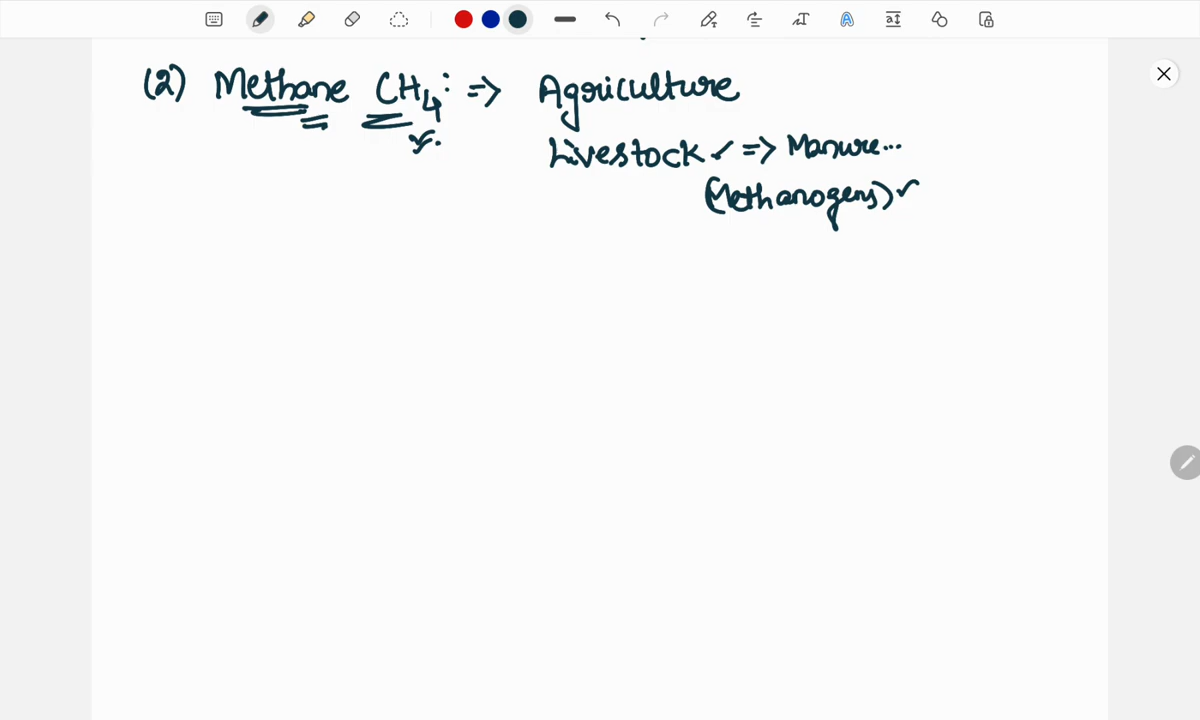 (2) Methane CH4: => Agriculture
Livestock ✓ => Manure...
(Methanogens) ✓